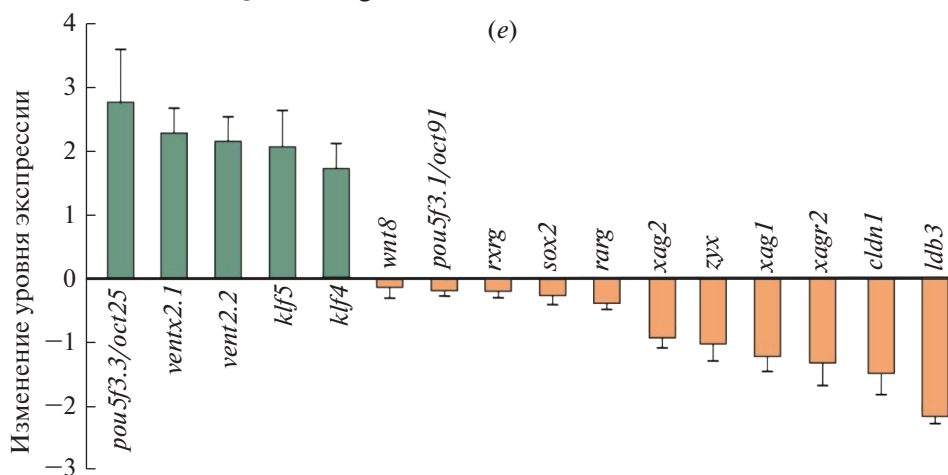 (е)
Изменение уровня экспрессии
4
3
2
1
0
−1
−2
−3
pou5f3.3/oct25
ventx2.1
vent2.2
klf5
klf4
wnt8
pou5f3.1/oct91
rxrg
sox2
rarg
xag2
zyx
xag1
xagr2
cldn1
ldb3